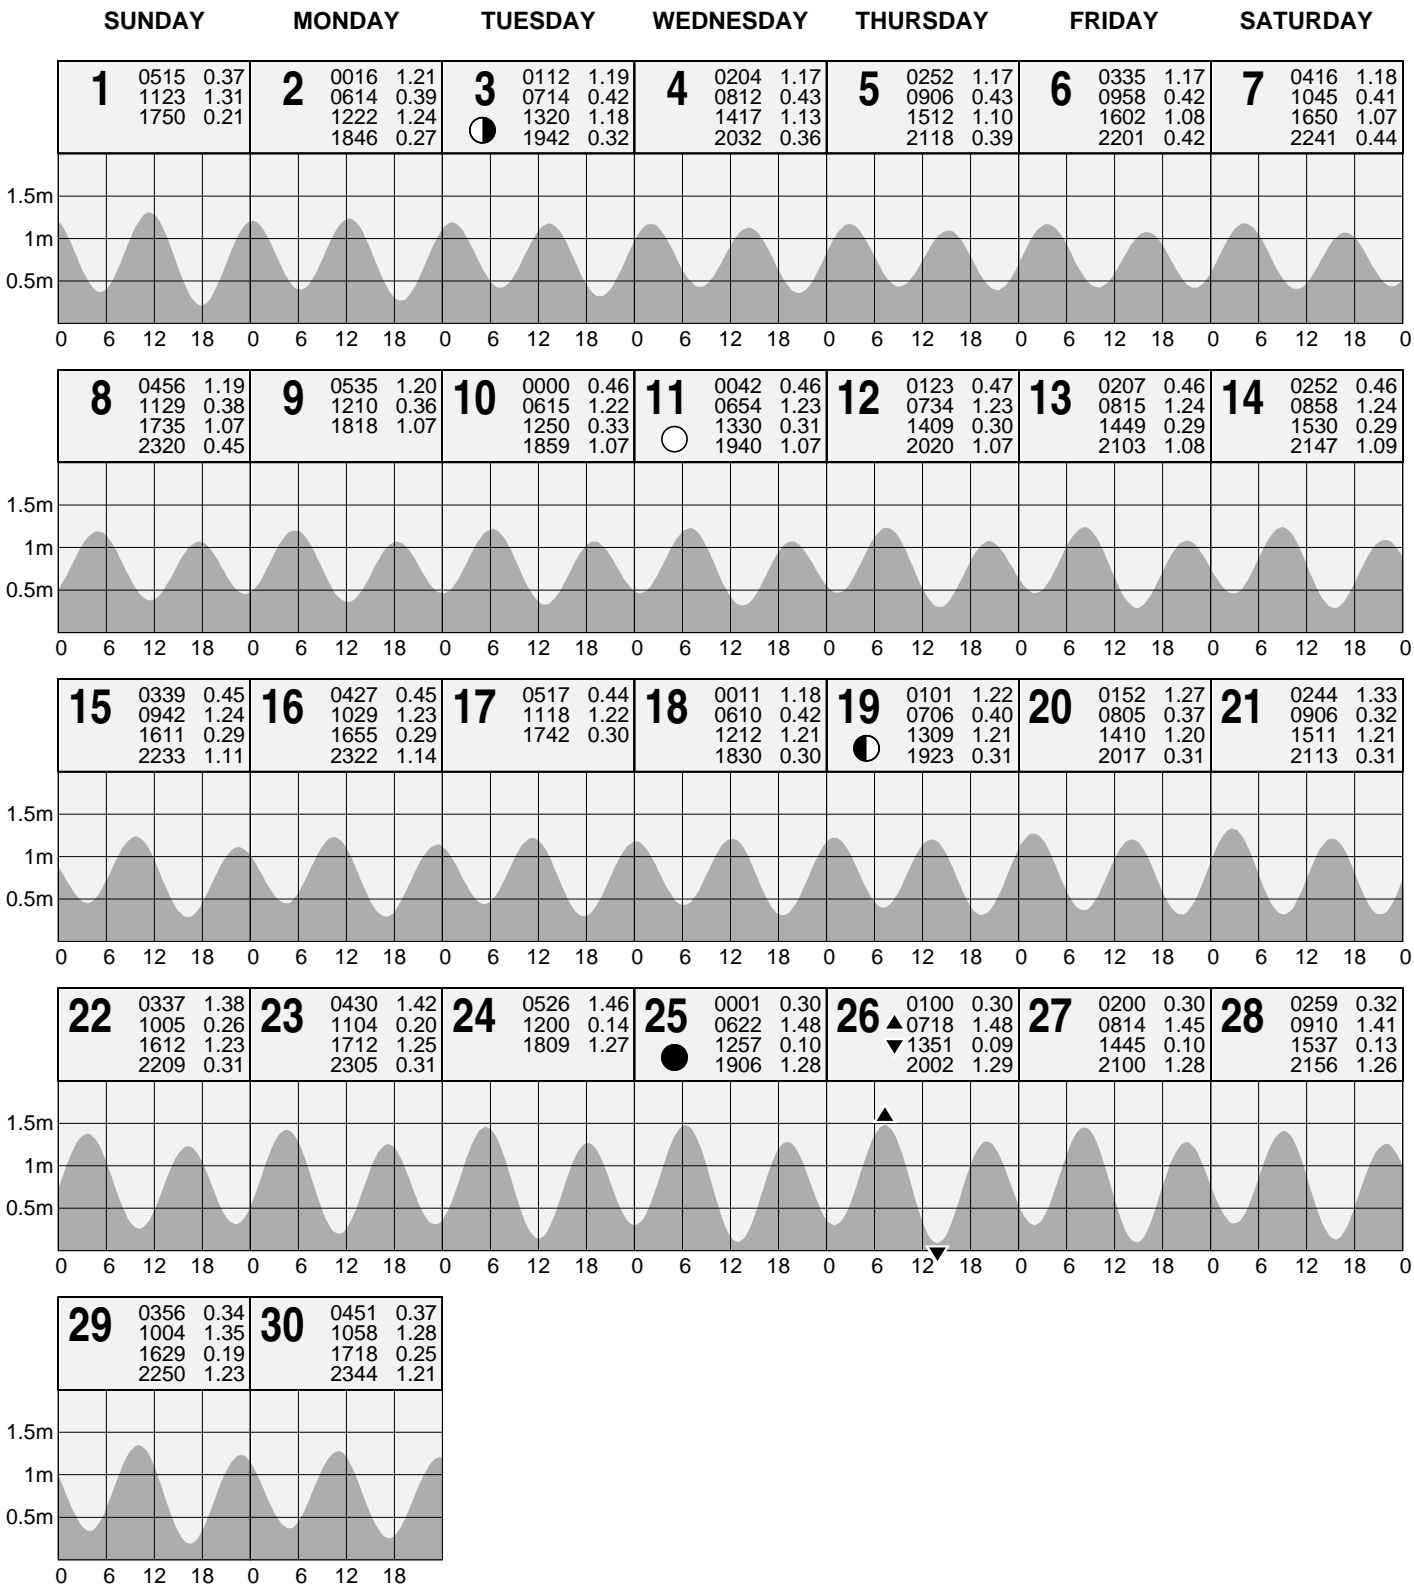 SUNDAY MONDAY TUESDAY WEDNESDAY THURSDAY FRIDAY SATURDAY
1 0515 0.37 2 0016 1.21 3 0112 1.19 4 0204 1.17 5 0252 1.17 6 0335 1.17 7 0416 1.18
1123 1.31 0614 0.39 0714 0.42 0812 0.43 0906 0.43 0958 0.42 1045 0.41
1750 0.21 1222 1.24 1320 1.18 1417 1.13 1512 1.10 1602 1.08 1650 1.07
1846 0.27 1942 0.32 2032 0.36 2118 0.39 2201 0.42 2241 0.44
1.5m
1m
0.5m
0 6 12 18 0 6 12 18 0 6 12 18 0 6 12 18 0 6 12 18 0 6 12 18 0 6 12 18 0
8 0456 1.19 9 0535 1.20 10 0000 0.46 11 0042 0.46 12 0123 0.47 13 0207 0.46 14 0252 0.46
1129 0.38 1210 0.36 0615 1.22 0654 1.23 0734 1.23 0815 1.24 0858 1.24
1735 1.07 1818 1.07 1250 0.33 1330 0.31 1409 0.30 1449 0.29 1530 0.29
2320 0.45 1859 1.07 1940 1.07 2020 1.07 2103 1.08 2147 1.09
1.5m
1m
0.5m
0 6 12 18 0 6 12 18 0 6 12 18 0 6 12 18 0 6 12 18 0 6 12 18 0 6 12 18 0
15 0339 0.45 16 0427 0.45 17 0517 0.44 18 0011 1.18 19 0101 1.22 20 0152 1.27 21 0244 1.33
0942 1.24 1029 1.23 1118 1.22 0610 0.42 0706 0.40 0805 0.37 0906 0.32
1611 0.29 1655 0.29 1742 0.30 1212 1.21 1309 1.21 1410 1.20 1511 1.21
2233 1.11 2322 1.14 1830 0.30 1923 0.31 2017 0.31 2113 0.31
1.5m
1m
0.5m
0 6 12 18 0 6 12 18 0 6 12 18 0 6 12 18 0 6 12 18 0 6 12 18 0 6 12 18 0
22 0337 1.38 23 0430 1.42 24 0526 1.46 25 0001 0.30 26 0100 0.30 27 0200 0.30 28 0259 0.32
1005 0.26 1104 0.20 1200 0.14 0622 1.48 0718 1.48 0814 1.45 0910 1.41
1612 1.23 1712 1.25 1809 1.27 1257 0.10 1351 0.09 1445 0.10 1537 0.13
2209 0.31 2305 0.31 1906 1.28 2002 1.29 2100 1.28 2156 1.26
1.5m
1m
0.5m
0 6 12 18 0 6 12 18 0 6 12 18 0 6 12 18 0 6 12 18 0 6 12 18 0 6 12 18 0
29 0356 0.34 30 0451 0.37
1004 1.35 1058 1.28
1629 0.19 1718 0.25
2250 1.23 2344 1.21
1.5m
1m
0.5m
0 6 12 18 0 6 12 18